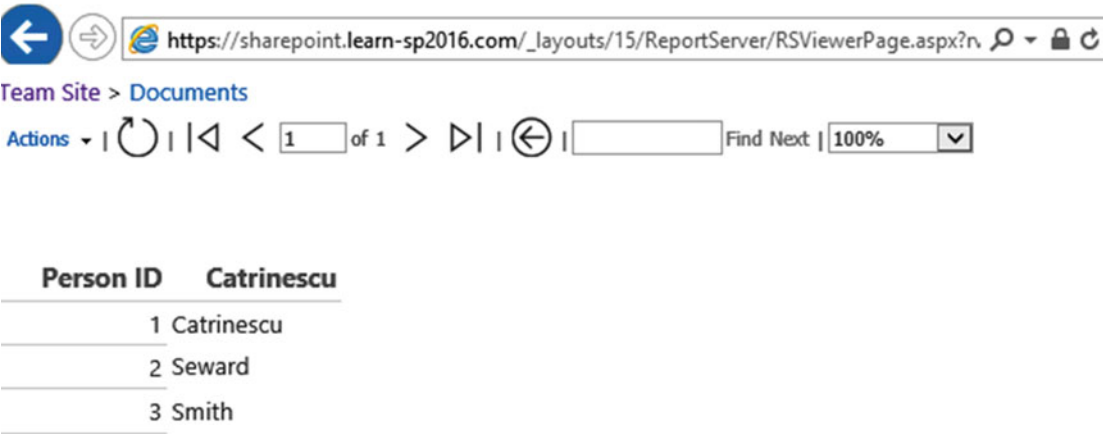 https://sharepoint.learn-sp2016.com/_layouts/15/ReportServer/RSViewerPage.aspx?r
Team Site > Documents
Actions | | 1 of 1 | | Find Next | 100%
Person ID Catrinescu
1 Catrinescu
2 Seward
3 Smith